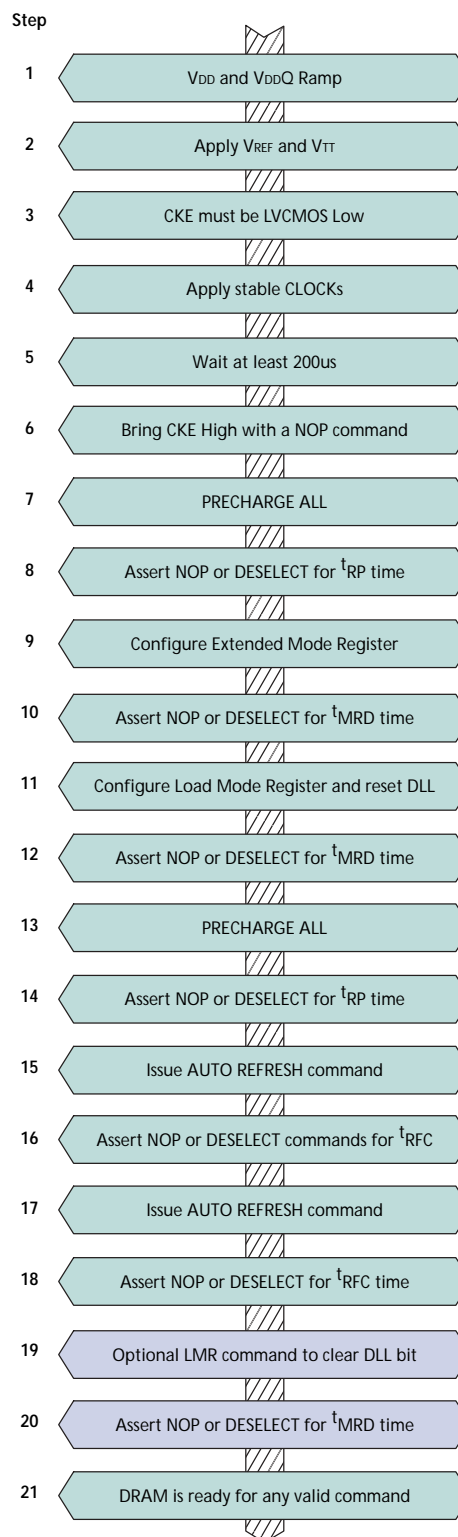 Step
1 VDD and VDDQ Ramp
2 Apply VREF and VTT
3 CKE must be LVCMOS Low
4 Apply stable CLOCKs
5 Wait at least 200us
6 Bring CKE High with a NOP command
7 PRECHARGE ALL
8 Assert NOP or DESELECT for tRP time
9 Configure Extended Mode Register
10 Assert NOP or DESELECT for tMRD time
11 Configure Load Mode Register and reset DLL
12 Assert NOP or DESELECT for tMRD time
13 PRECHARGE ALL
14 Assert NOP or DESELECT for tRP time
15 Issue AUTO REFRESH command
16 Assert NOP or DESELECT commands for tRFC
17 Issue AUTO REFRESH command
18 Assert NOP or DESELECT for tRFC time
19 Optional LMR command to clear DLL bit
20 Assert NOP or DESELECT for tMRD time
21 DRAM is ready for any valid command